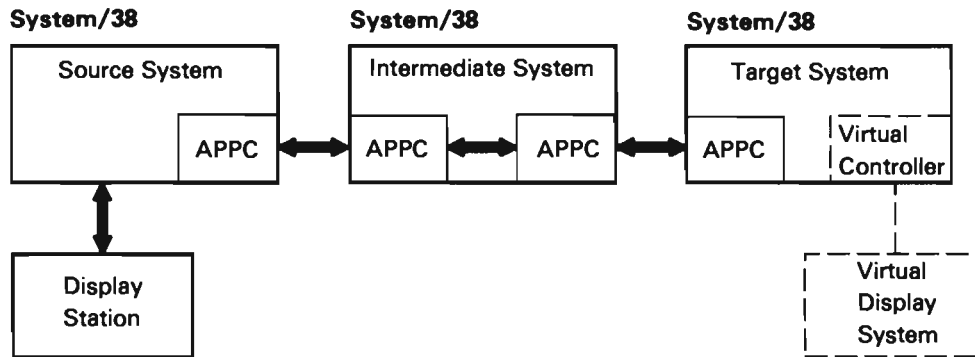 System/38
System/38
System/38
Source System
Intermediate System
Target System
APPC
APPC
APPC
APPC
Virtual
Controller
Display
Station
Virtual
Display
System